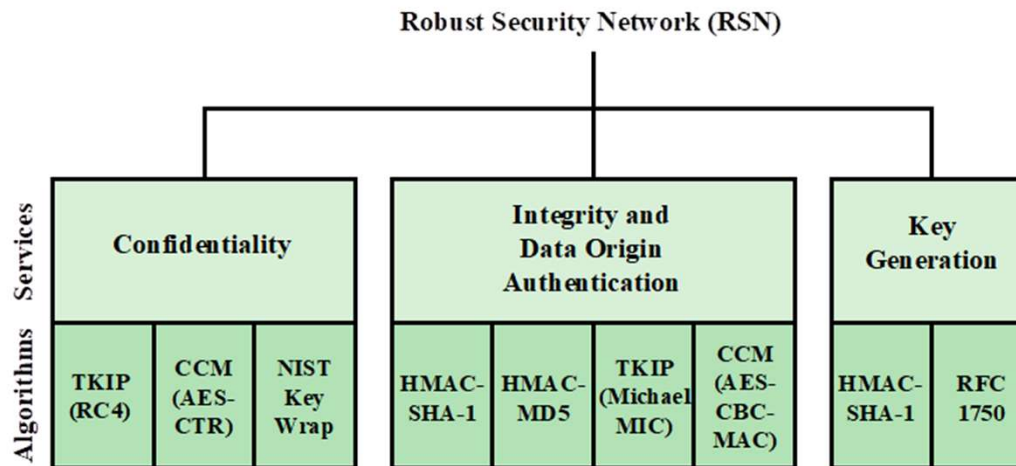 Robust Security Network (RSN)
Services
Confidentiality
Integrity and
Data Origin
Authentication
Key
Generation
Algorithms
TKIP
(RC4)
CCM
(AES-
CTR)
NIST
Key
Wrap
HMAC-
SHA-1
HMAC-
MD5
TKIP
(Michael
MIC)
CCM
(AES-
CBC-
MAC)
HMAC-
SHA-1
RFC
1750